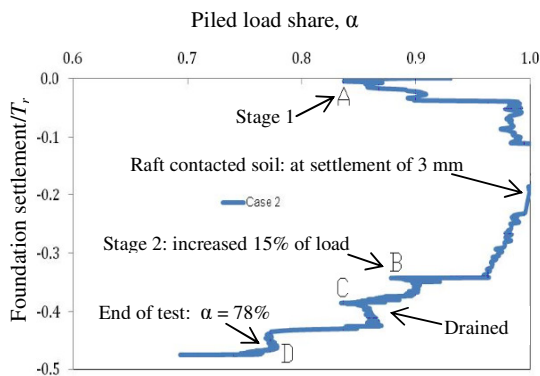 Piled load share, α
0.6 0.7 0.8 0.9 1.0
0.0
-0.1
-0.2
-0.3
-0.4
-0.5
Foundation settlement/Tr
A
Stage 1
Raft contacted soil: at settlement of 3 mm
Case 2
Stage 2: increased 15% of load
B
C
End of test: α = 78%
Drained
D